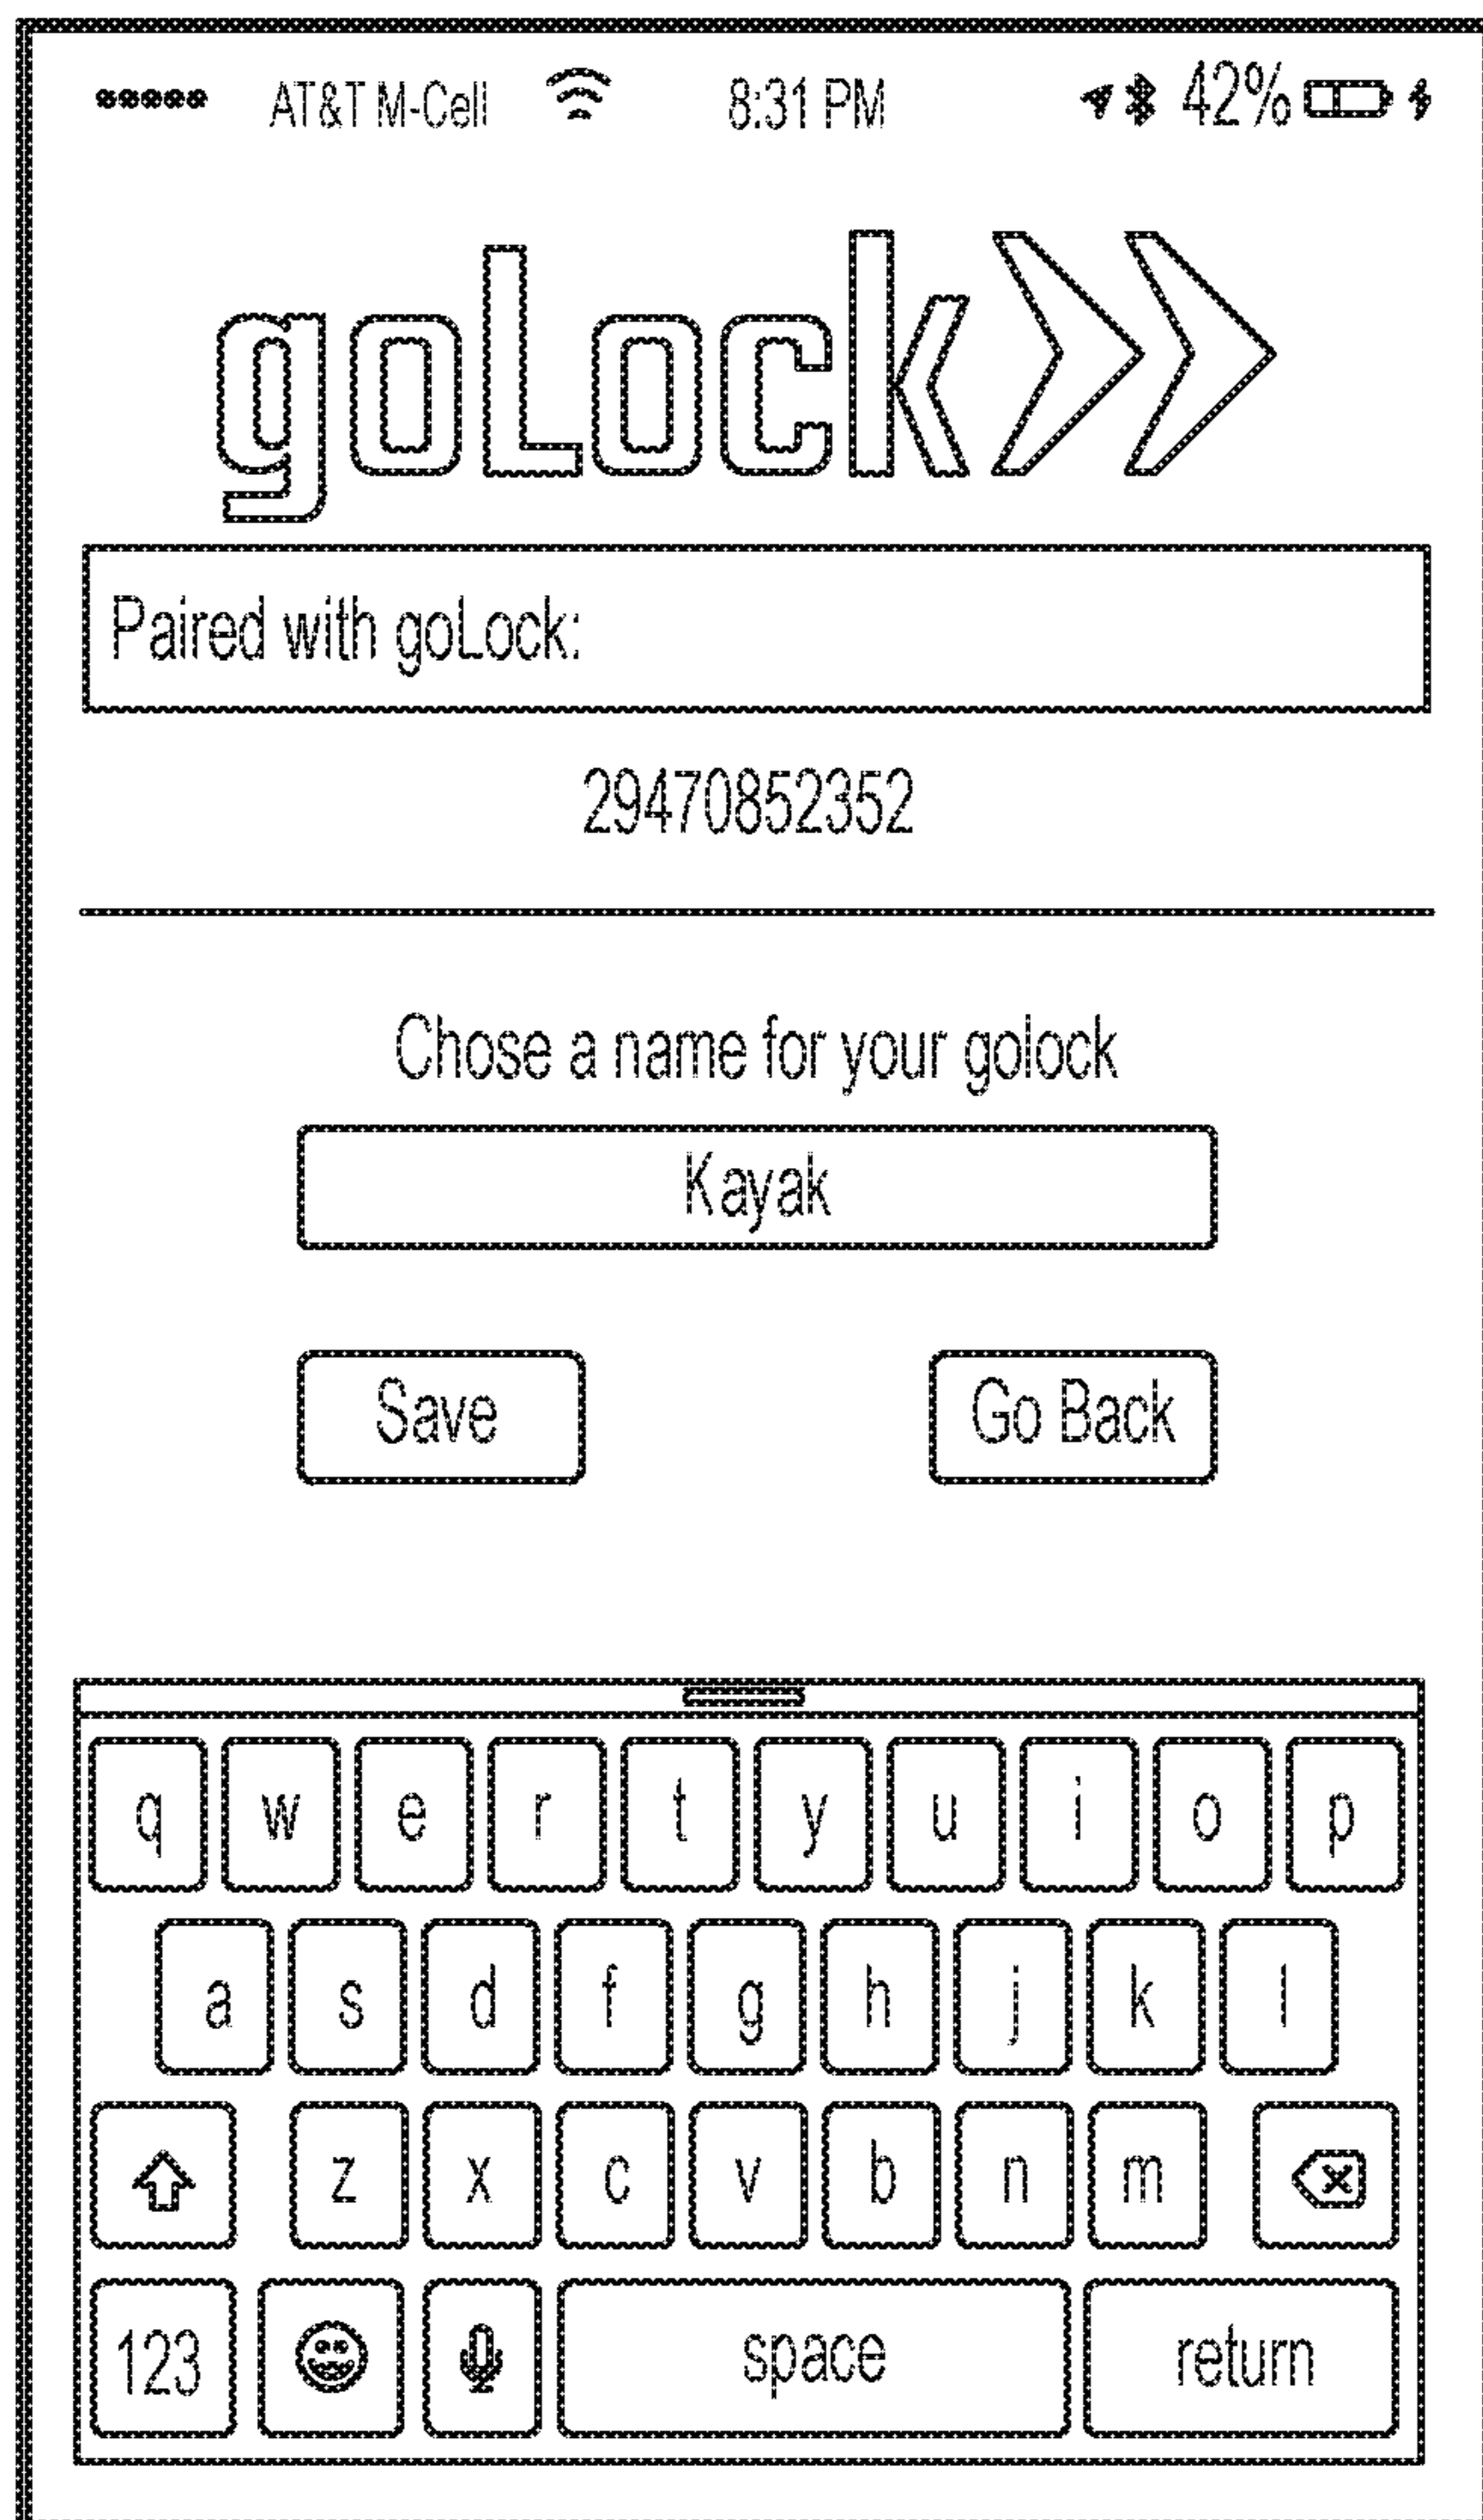 AT&T M-Cell 8:31 PM 42%
goLock
Paired with goLock:
29470852352
Chose a name for your golock
Kayak
Save Go Back
q w e r t y u i o p
a s d f g h j k l
z x c v b n m
123 space return